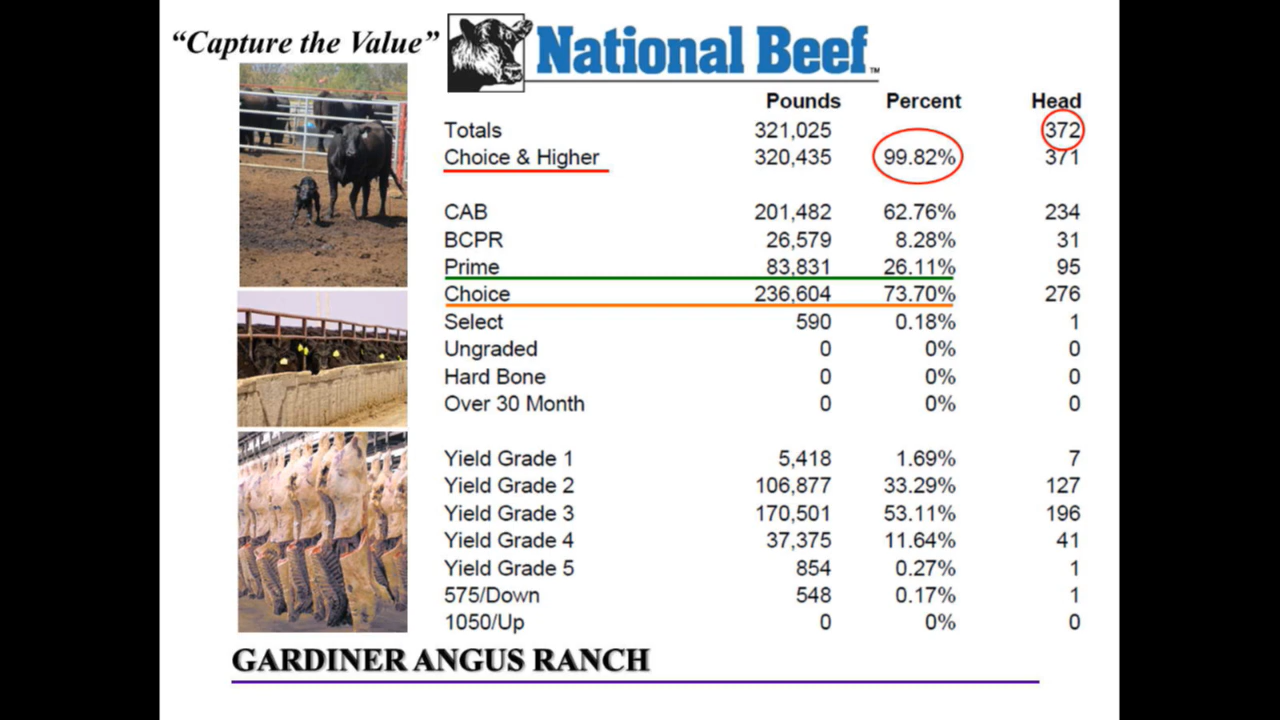 “Capture the Value”
National Beef™
Pounds Percent Head
Totals 321,025 372
Choice & Higher 320,435 99.82% 371
CAB 201,482 62.76% 234
BCPR 26,579 8.28% 31
Prime 83,831 26.11% 95
Choice 236,604 73.70% 276
Select 590 0.18% 1
Ungraded 0 0% 0
Hard Bone 0 0% 0
Over 30 Month 0 0% 0
Yield Grade 1 5,418 1.69% 7
Yield Grade 2 106,877 33.29% 127
Yield Grade 3 170,501 53.11% 196
Yield Grade 4 37,375 11.64% 41
Yield Grade 5 854 0.27% 1
575/Down 548 0.17% 1
1050/Up 0 0% 0
GARDINER ANGUS RANCH